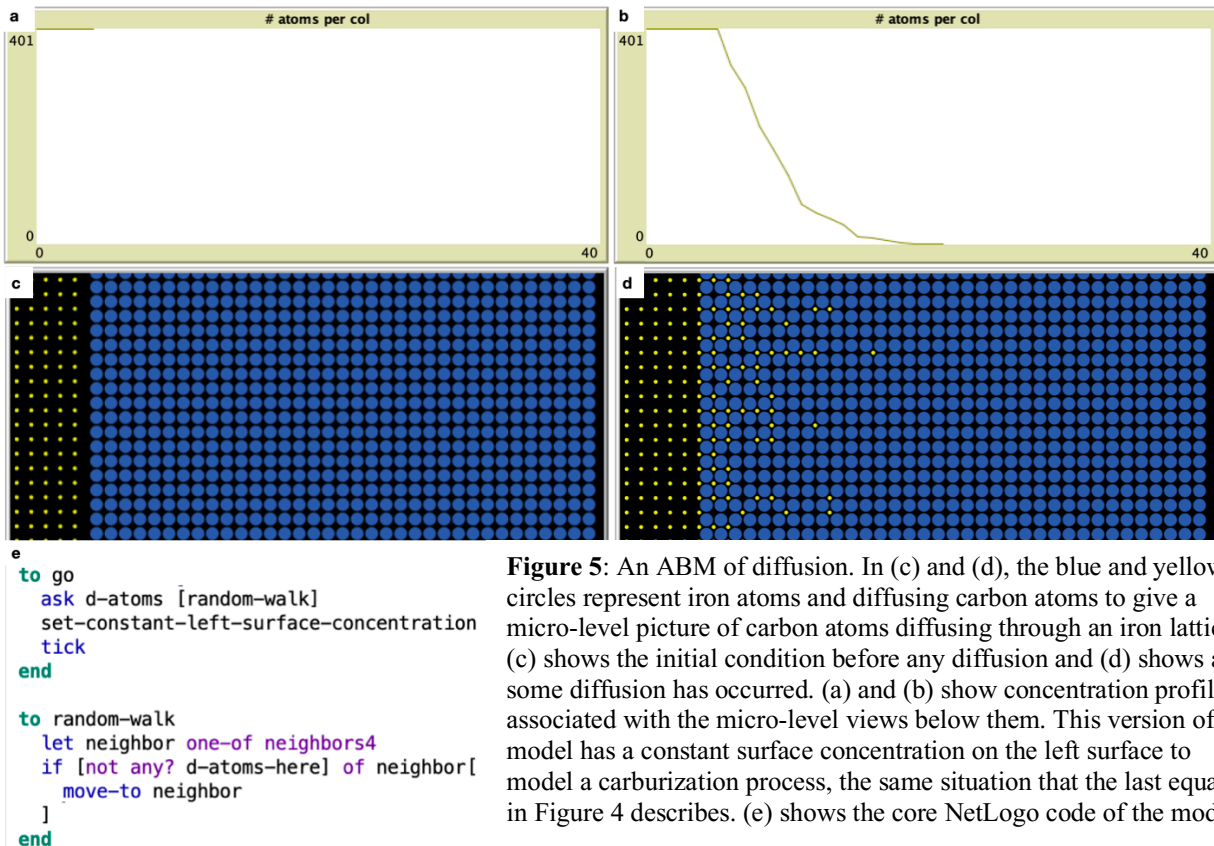 a
# atoms per col
401
0
0
40
b
# atoms per col
401
0
0
40
c
d
e
to go
ask d-atoms [random-walk]
set-constant-left-surface-concentration
tick
end
to random-walk
let neighbor one-of neighbors4
if [not any? d-atoms-here] of neighbor[
move-to neighbor
]
end
Figure 5: An ABM of diffusion. In (c) and (d), the blue and yellow
circles represent iron atoms and diffusing carbon atoms to give a
micro-level picture of carbon atoms diffusing through an iron
(c) shows the initial condition before any diffusion and (d) shows
some diffusion has occurred. (a) and (b) show concentration
associated with the micro-level views below them. This version of
model has a constant surface concentration on the left surface to
model a carburization process, the same situation that the last
in Figure 4 describes. (e) shows the core NetLogo code of the